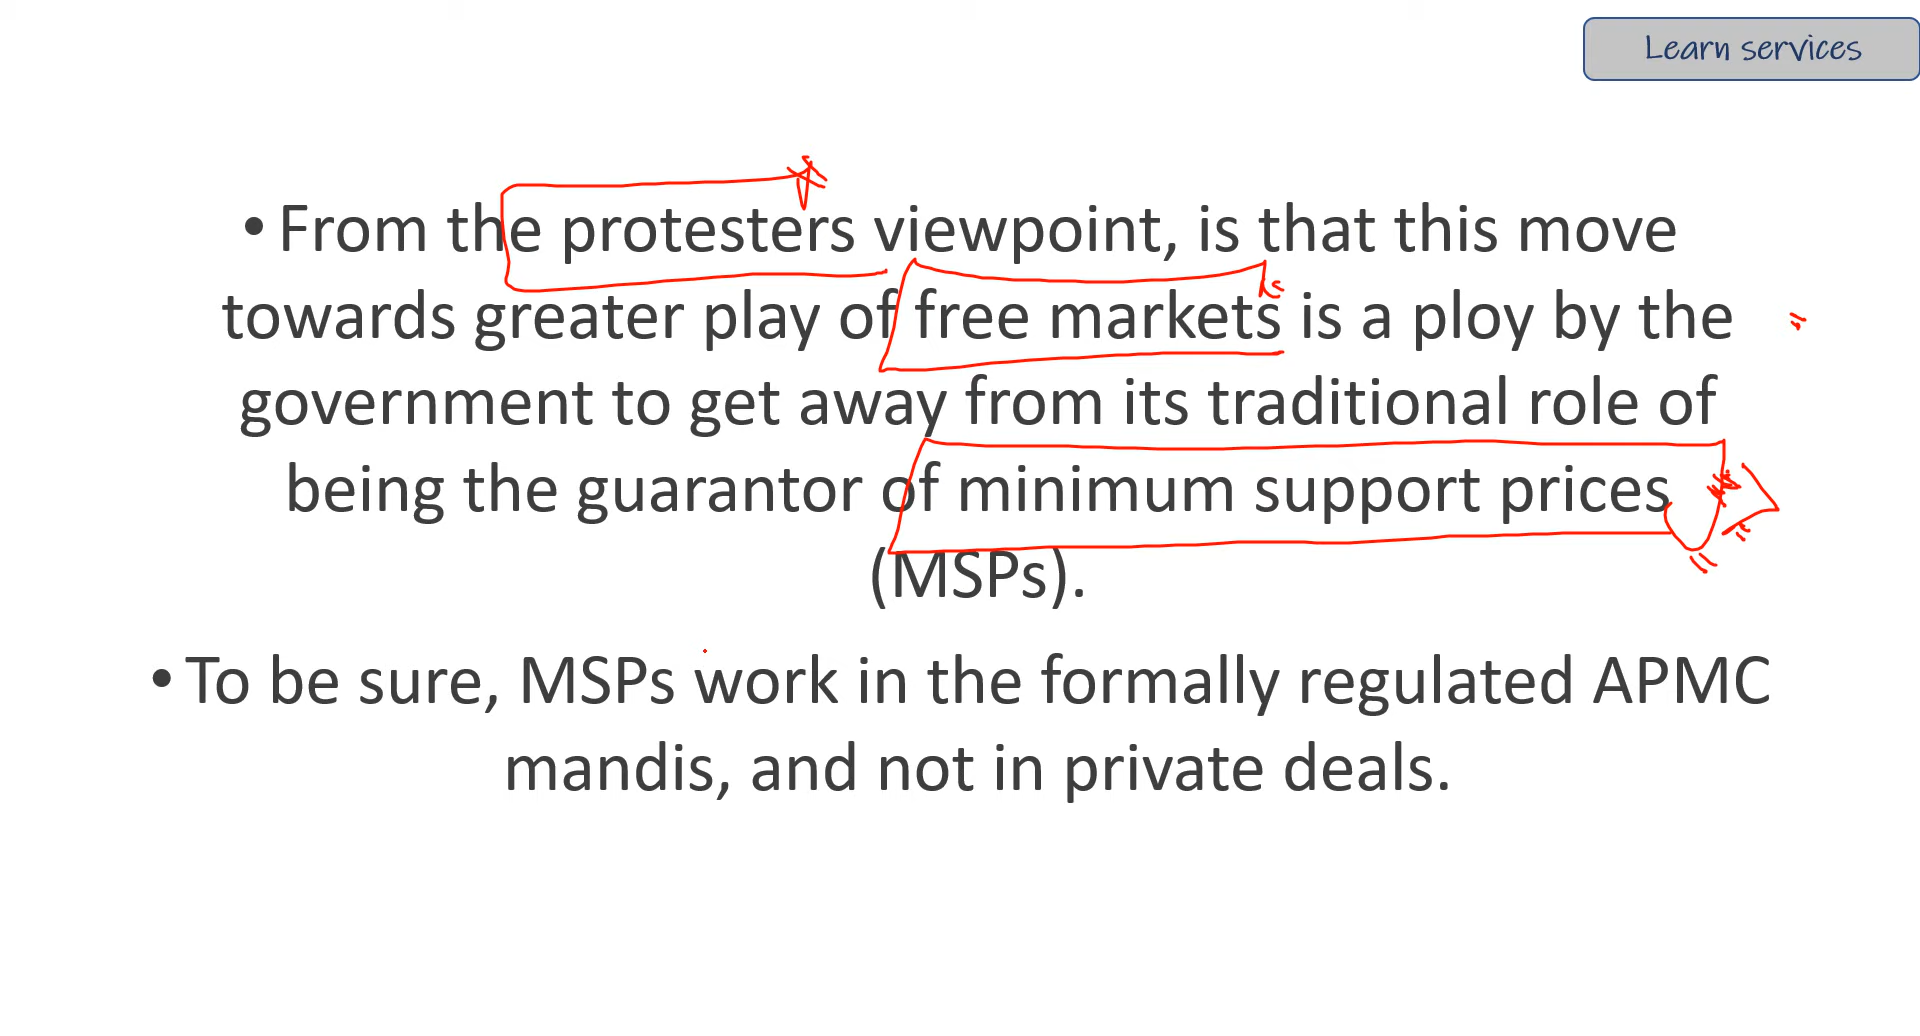 Learn services
• From the protesters viewpoint, is that this move
towards greater play of free markets is a ploy by the
government to get away from its traditional role of
being the guarantor of minimum support prices
(MSPs).
• To be sure, MSPs work in the formally regulated APMC
mandis, and not in private deals.